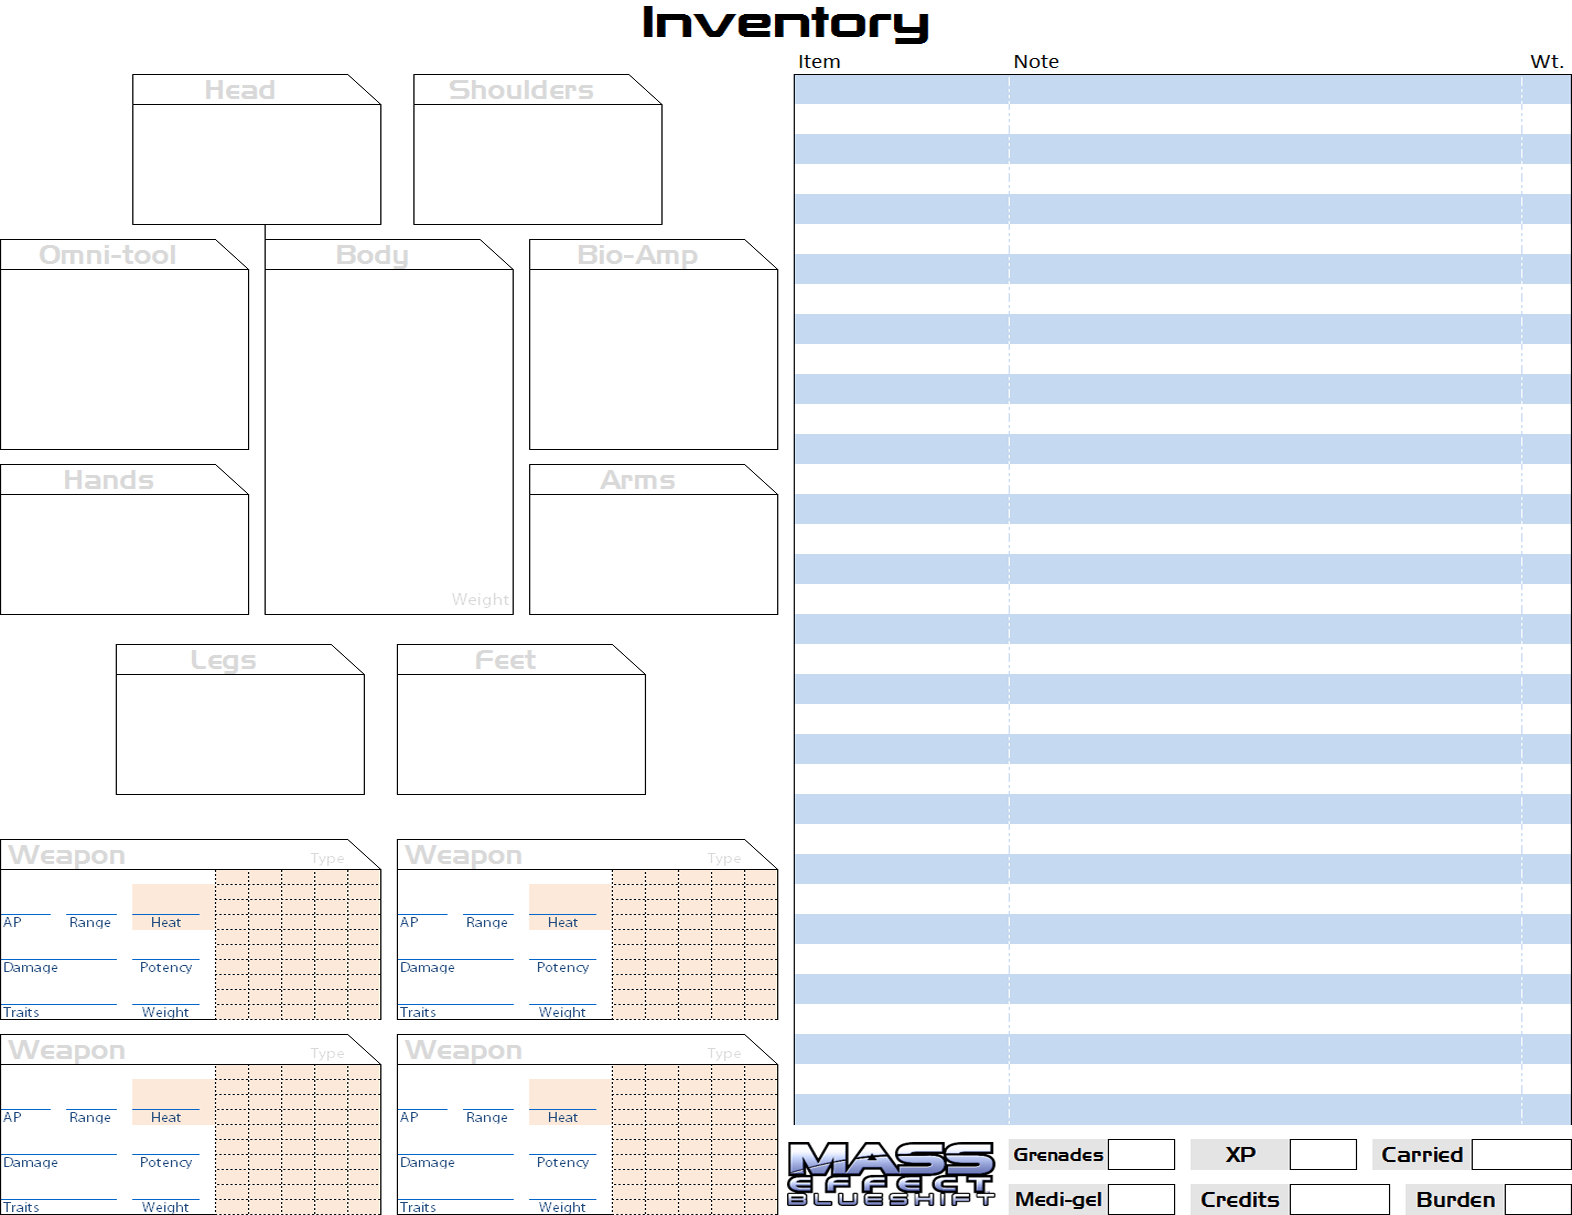 Inventory
Item Note Wt.
Head Shoulders
Omni-tool Body Bio-Amp
Hands Arms
Weight
Legs Feet
Weapon Type Weapon Type
AP Range Heat AP Range Heat
Damage Potency Damage Potency
Traits Weight Traits Weight
Weapon Type Weapon Type
AP Range Heat AP Range Heat
Damage Potency Damage Potency
Traits Weight Traits Weight
MASS
EFFECT
BLUESHIFT
Grenades XP Carried
Medi-gel Credits Burden